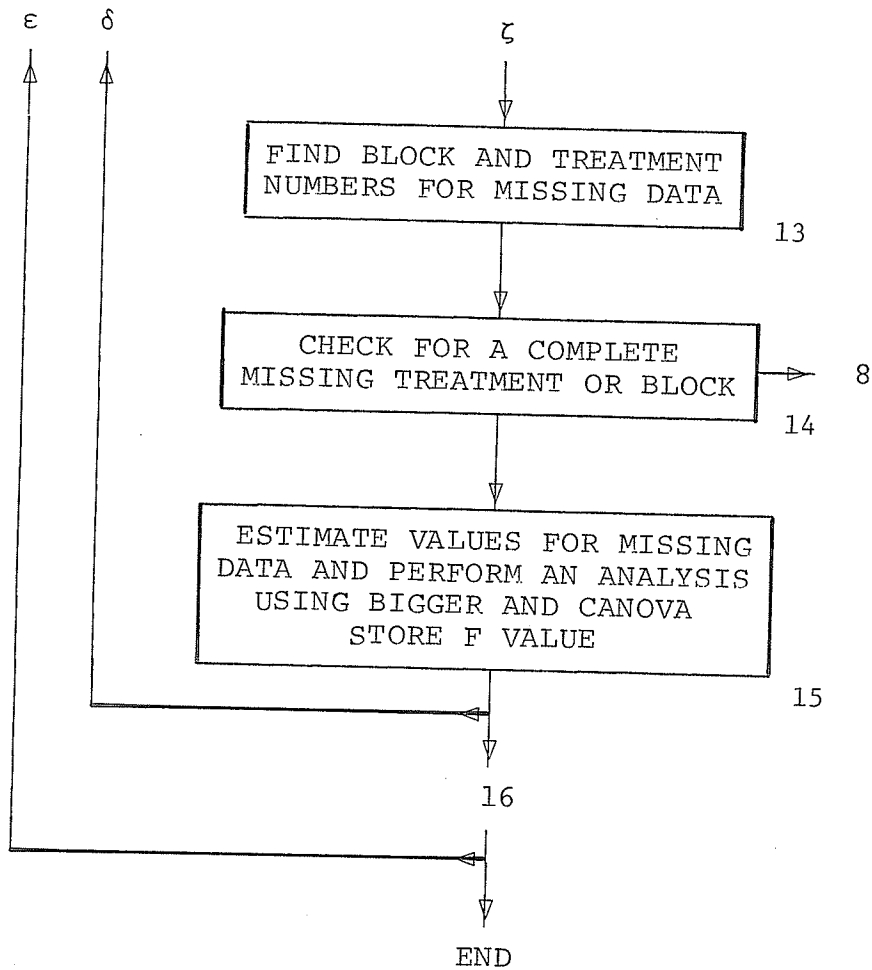 ε δ ζ
FIND BLOCK AND TREATMENT
NUMBERS FOR MISSING DATA
13
CHECK FOR A COMPLETE
MISSING TREATMENT OR BLOCK
8
14
ESTIMATE VALUES FOR MISSING
DATA AND PERFORM AN ANALYSIS
USING BIGGER AND CANOVA
STORE F VALUE
15
16
END